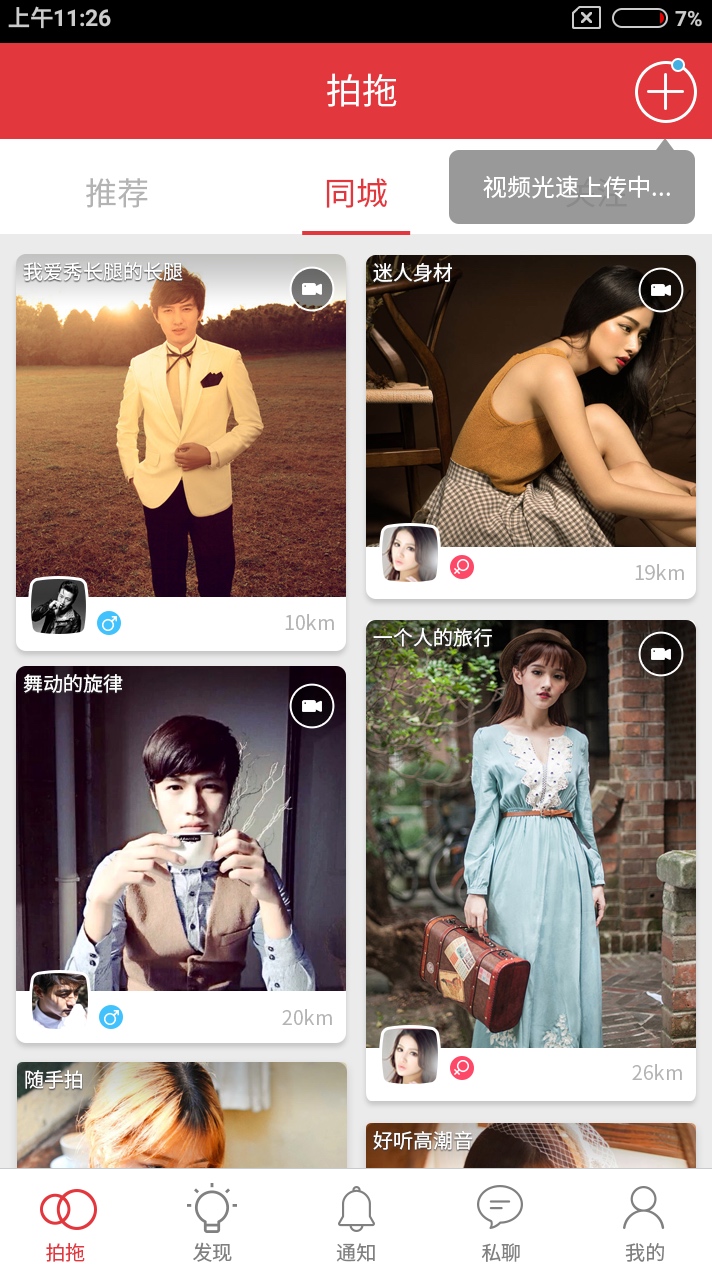 上午11:26
7%
拍拖
推荐
同城
关注
视频光速上传中...
我爱秀长腿的长腿
迷人身材
10km
19km
舞动的旋律
一个人的旅行
20km
26km
随手拍
好听高潮音
拍拖
发现
通知
私聊
我的